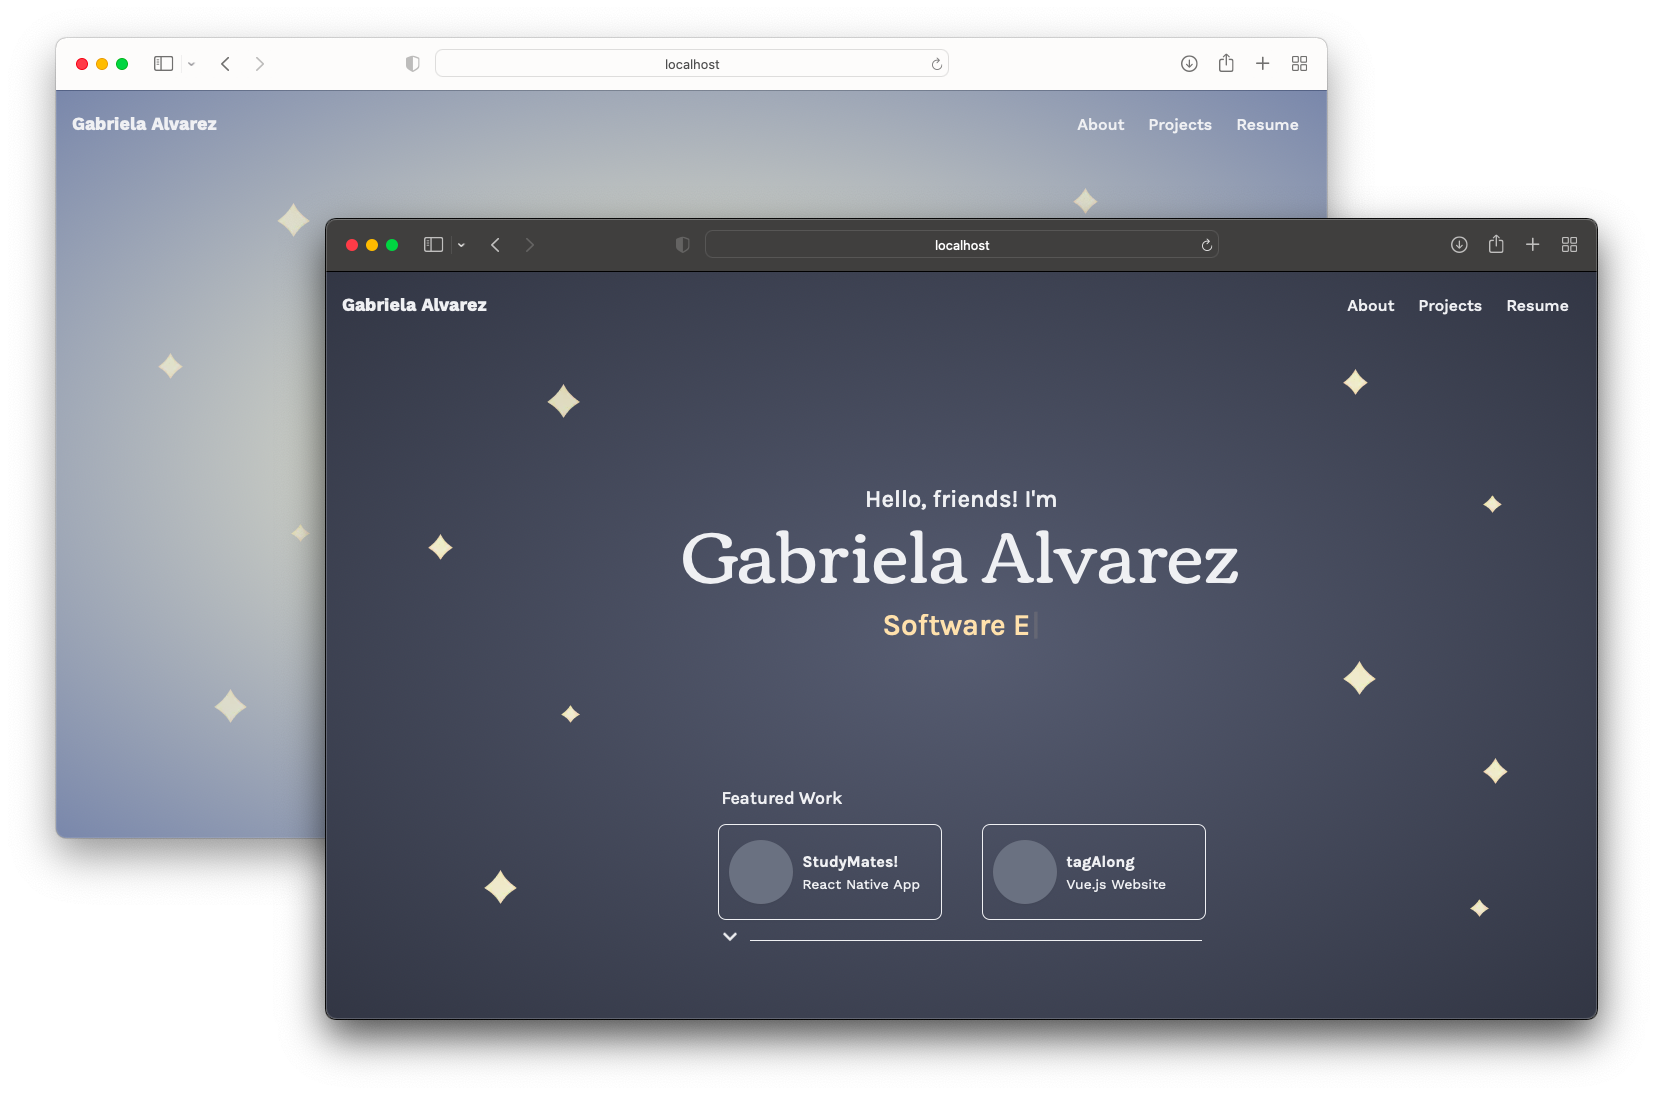 localhost
Gabriela Alvarez
About Projects Resume
localhost
Gabriela Alvarez
About Projects Resume
Hello, friends! I'm
Gabriela Alvarez
Software E
Featured Work
StudyMates!
React Native App
tagAlong
Vue.js Website